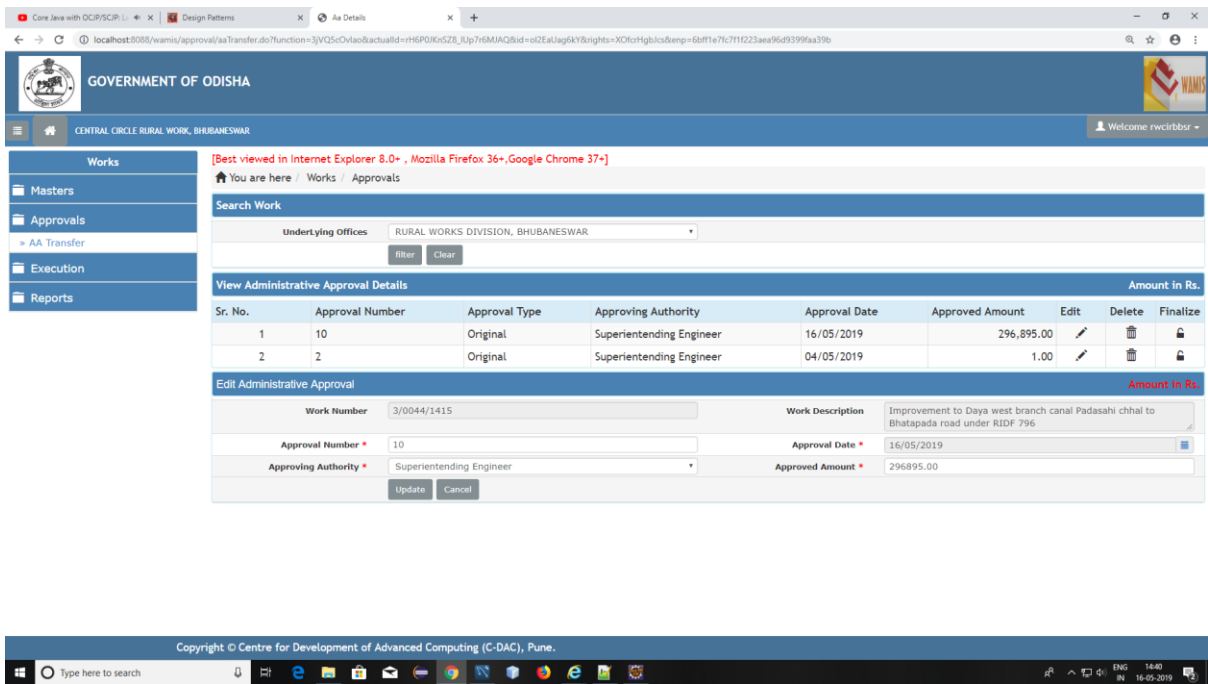 Core Java with OCJP/SCJP: L
Design Patterns
Aa Details
localhost:8088/wamis/approval/aaTransfer.do?function=3jVQ5cOvlao&actualId=rH6P0JKnSZ8_IUp7r6MJAQ&id=ol2EaUag6kY&rights=XOfcrHgbJcs&enp=6bff1e7fc7f1f223aea96d9399faa39b
GOVERNMENT OF ODISHA
WAMIS
CENTRAL CIRCLE RURAL WORK, BHUBANESWAR
Welcome rwcirbbsr
Works
Masters
Approvals
» AA Transfer
Execution
Reports
[Best viewed in Internet Explorer 8.0+ , Mozilla Firefox 36+,Google Chrome 37+]
You are here / Works / Approvals
Search Work
UnderLying Offices RURAL WORKS DIVISION, BHUBANESWAR
filter Clear
View Administrative Approval Details Amount in Rs.
Sr. No. Approval Number Approval Type Approving Authority Approval Date Approved Amount Edit Delete Finalize
1 10 Original Superientending Engineer 16/05/2019 296,895.00
2 2 Original Superientending Engineer 04/05/2019 1.00
Edit Administrative Approval Amount in Rs.
Work Number 3/0044/1415 Work Description Improvement to Daya west branch canal Padasahi chhal to
Bhatapada road under RIDF 796
Approval Number * 10 Approval Date * 16/05/2019
Approving Authority * Superientending Engineer Approved Amount * 296895.00
Update Cancel
Copyright © Centre for Development of Advanced Computing (C-DAC), Pune.
Type here to search
ENG 14:40
IN 16-05-2019